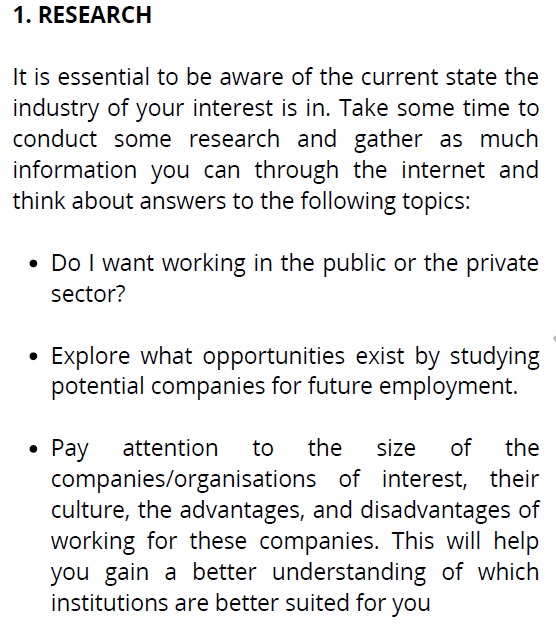 1. RESEARCH
It is essential to be aware of the current state the
industry of your interest is in. Take some time to
conduct some research and gather as much
information you can through the internet and
think about answers to the following topics:
• Do I want working in the public or the private
sector?
• Explore what opportunities exist by studying
potential companies for future employment.
• Pay attention to the size of the
companies/organisations of interest, their
culture, the advantages, and disadvantages of
working for these companies. This will help
you gain a better understanding of which
institutions are better suited for you